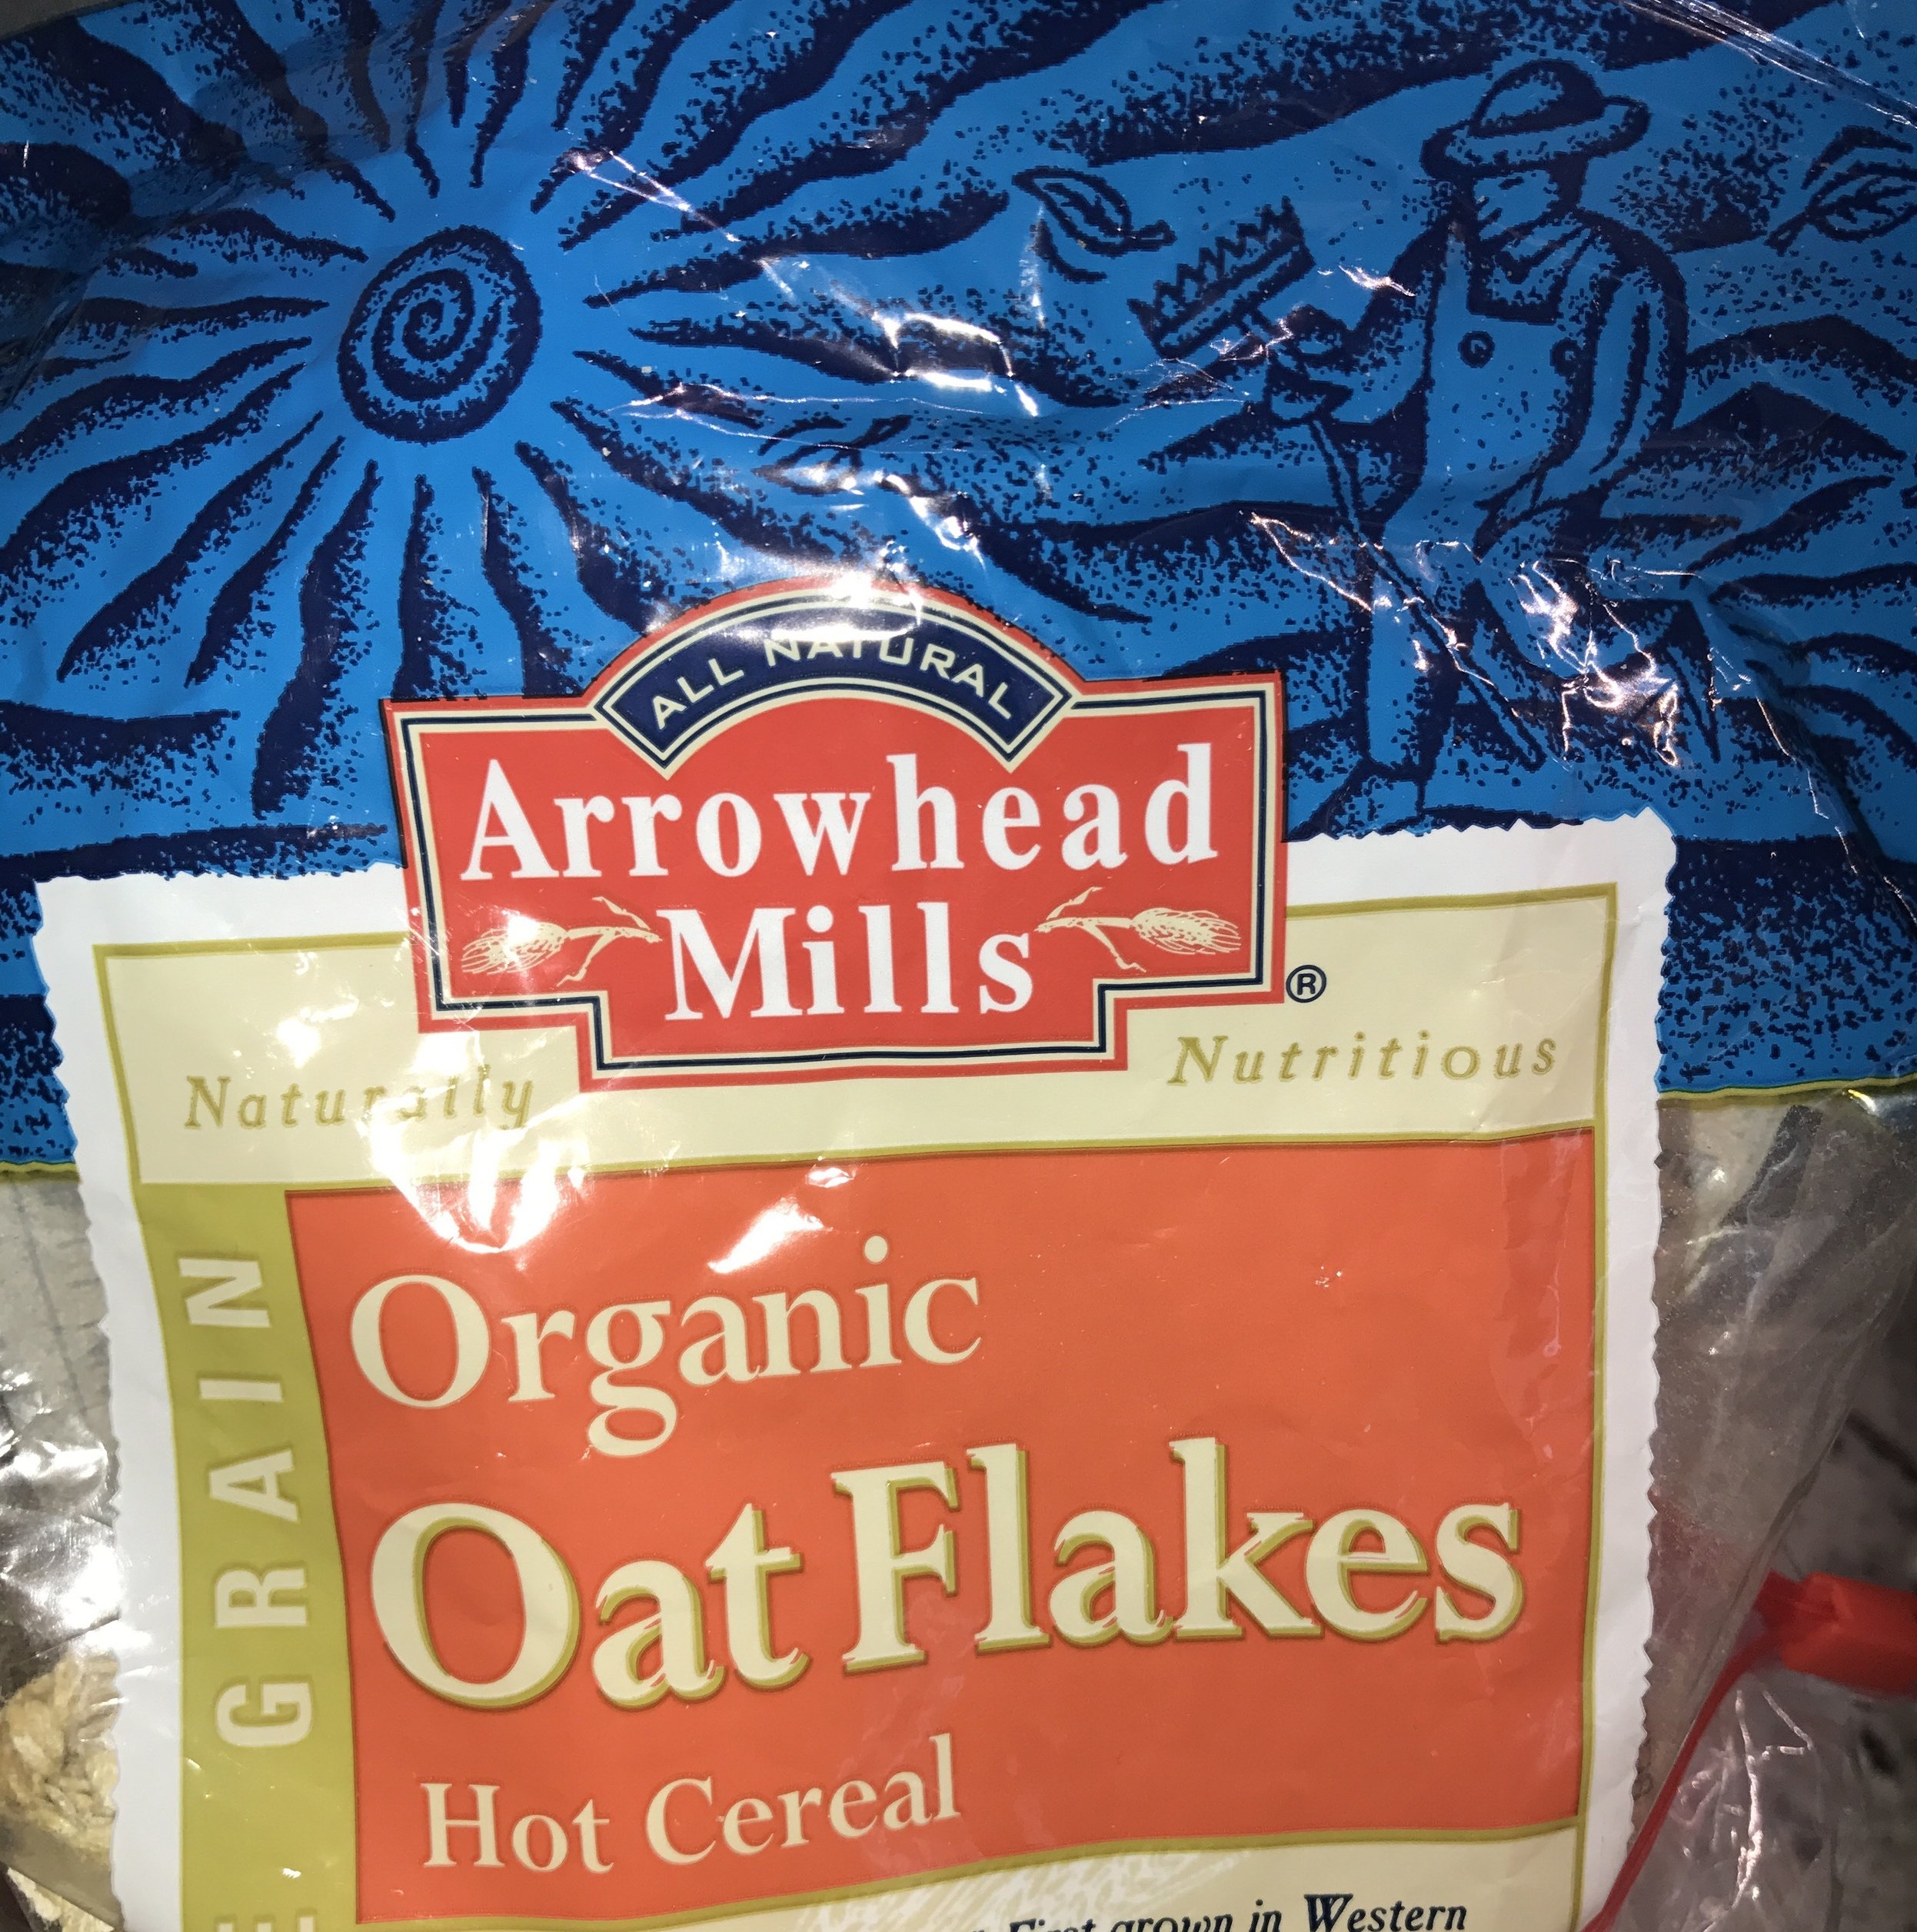 ALL NATURAL
Arrowhead
Mills
®
Naturally
Nutritious
GRAIN
Organic
Oat Flakes
Hot Cereal
First grown in Western